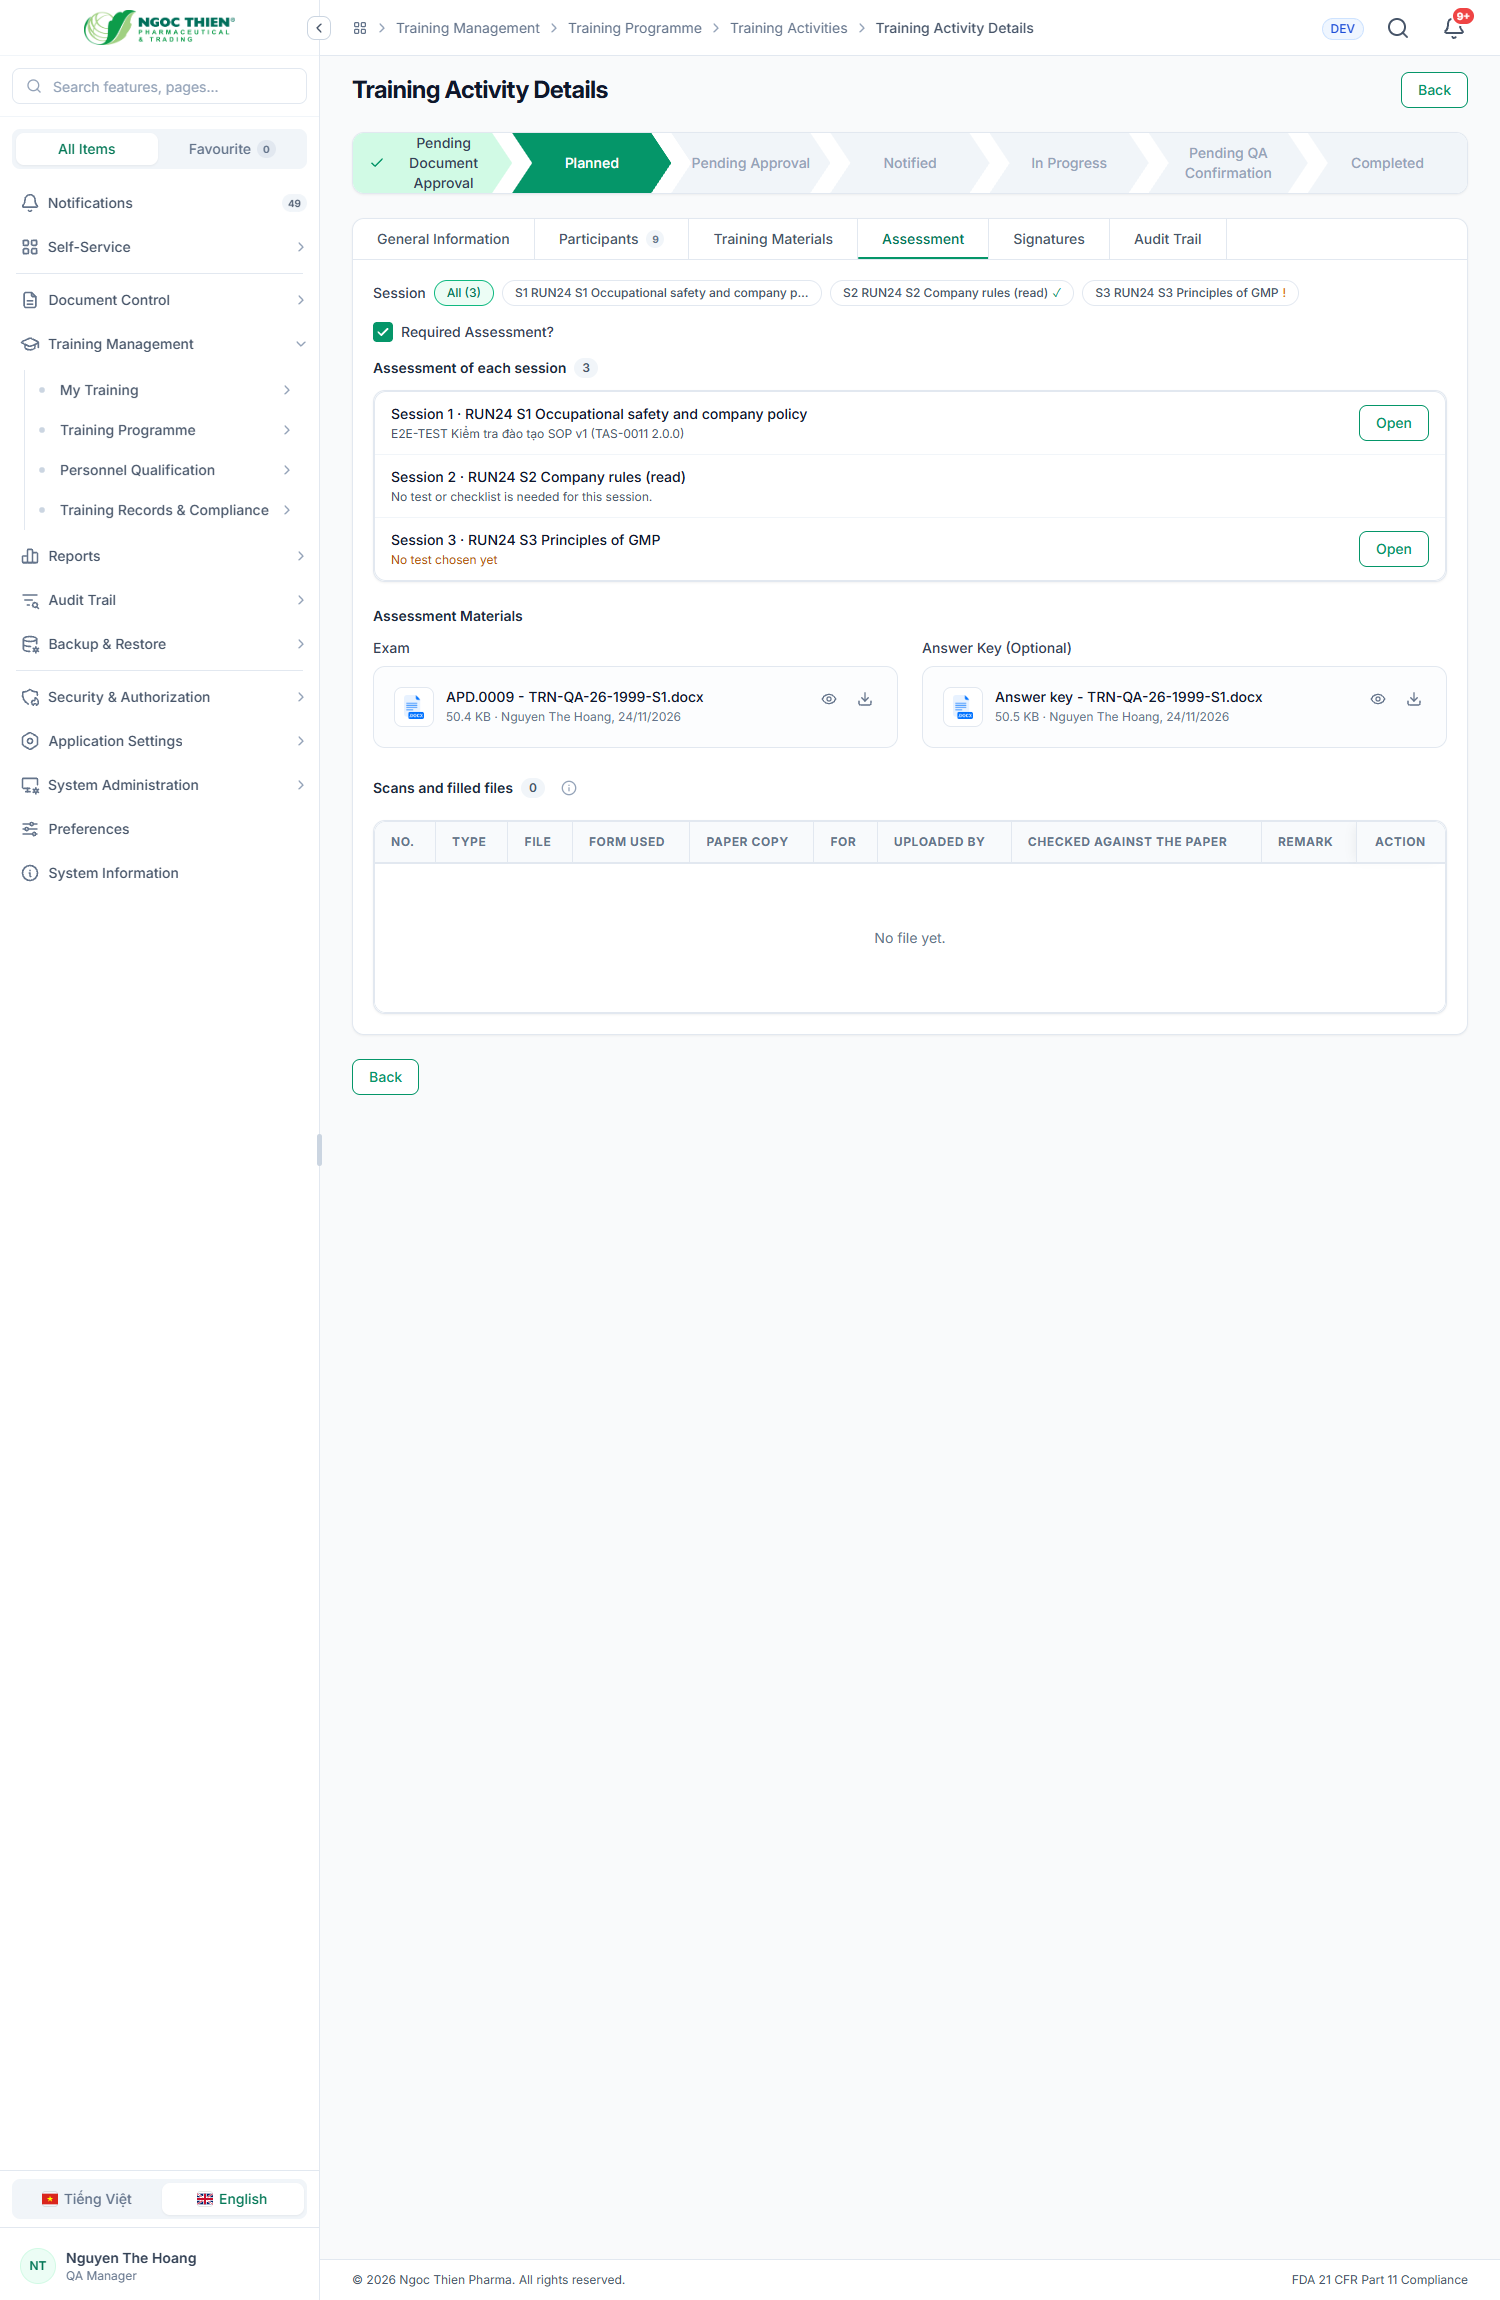 NGOC THIEN®
PHARMACEUTICAL
& TRADING
Training Management
Training Programme
Training Activities
Training Activity Details
DEV
9+
Search features, pages...
All Items
Favourite 0
Notifications 49
Self-Service
Document Control
Training Management
My Training
Training Programme
Personnel Qualification
Training Records & Compliance
Reports
Audit Trail
Backup & Restore
Security & Authorization
Application Settings
System Administration
Preferences
System Information
Tiếng Việt
English
NT
Nguyen The Hoang
QA Manager
Training Activity Details
Back
Pending
Document
Approval
Planned
Pending Approval
Notified
In Progress
Pending QA
Confirmation
Completed
General Information
Participants 9
Training Materials
Assessment
Signatures
Audit Trail
Session
All (3)
S1 RUN24 S1 Occupational safety and company p...
S2 RUN24 S2 Company rules (read) ✓
S3 RUN24 S3 Principles of GMP !
Required Assessment?
Assessment of each session 3
Session 1 · RUN24 S1 Occupational safety and company policy
E2E-TEST Kiểm tra đào tạo SOP v1 (TAS-0011 2.0.0)
Open
Session 2 · RUN24 S2 Company rules (read)
No test or checklist is needed for this session.
Session 3 · RUN24 S3 Principles of GMP
No test chosen yet
Open
Assessment Materials
Exam
DOCX
APD.0009 - TRN-QA-26-1999-S1.docx
50.4 KB · Nguyen The Hoang, 24/11/2026
Answer Key (Optional)
DOCX
Answer key - TRN-QA-26-1999-S1.docx
50.5 KB · Nguyen The Hoang, 24/11/2026
Scans and filled files 0
NO.
TYPE
FILE
FORM USED
PAPER COPY
FOR
UPLOADED BY
CHECKED AGAINST THE PAPER
REMARK
ACTION
No file yet.
Back
© 2026 Ngoc Thien Pharma. All rights reserved.
FDA 21 CFR Part 11 Compliance